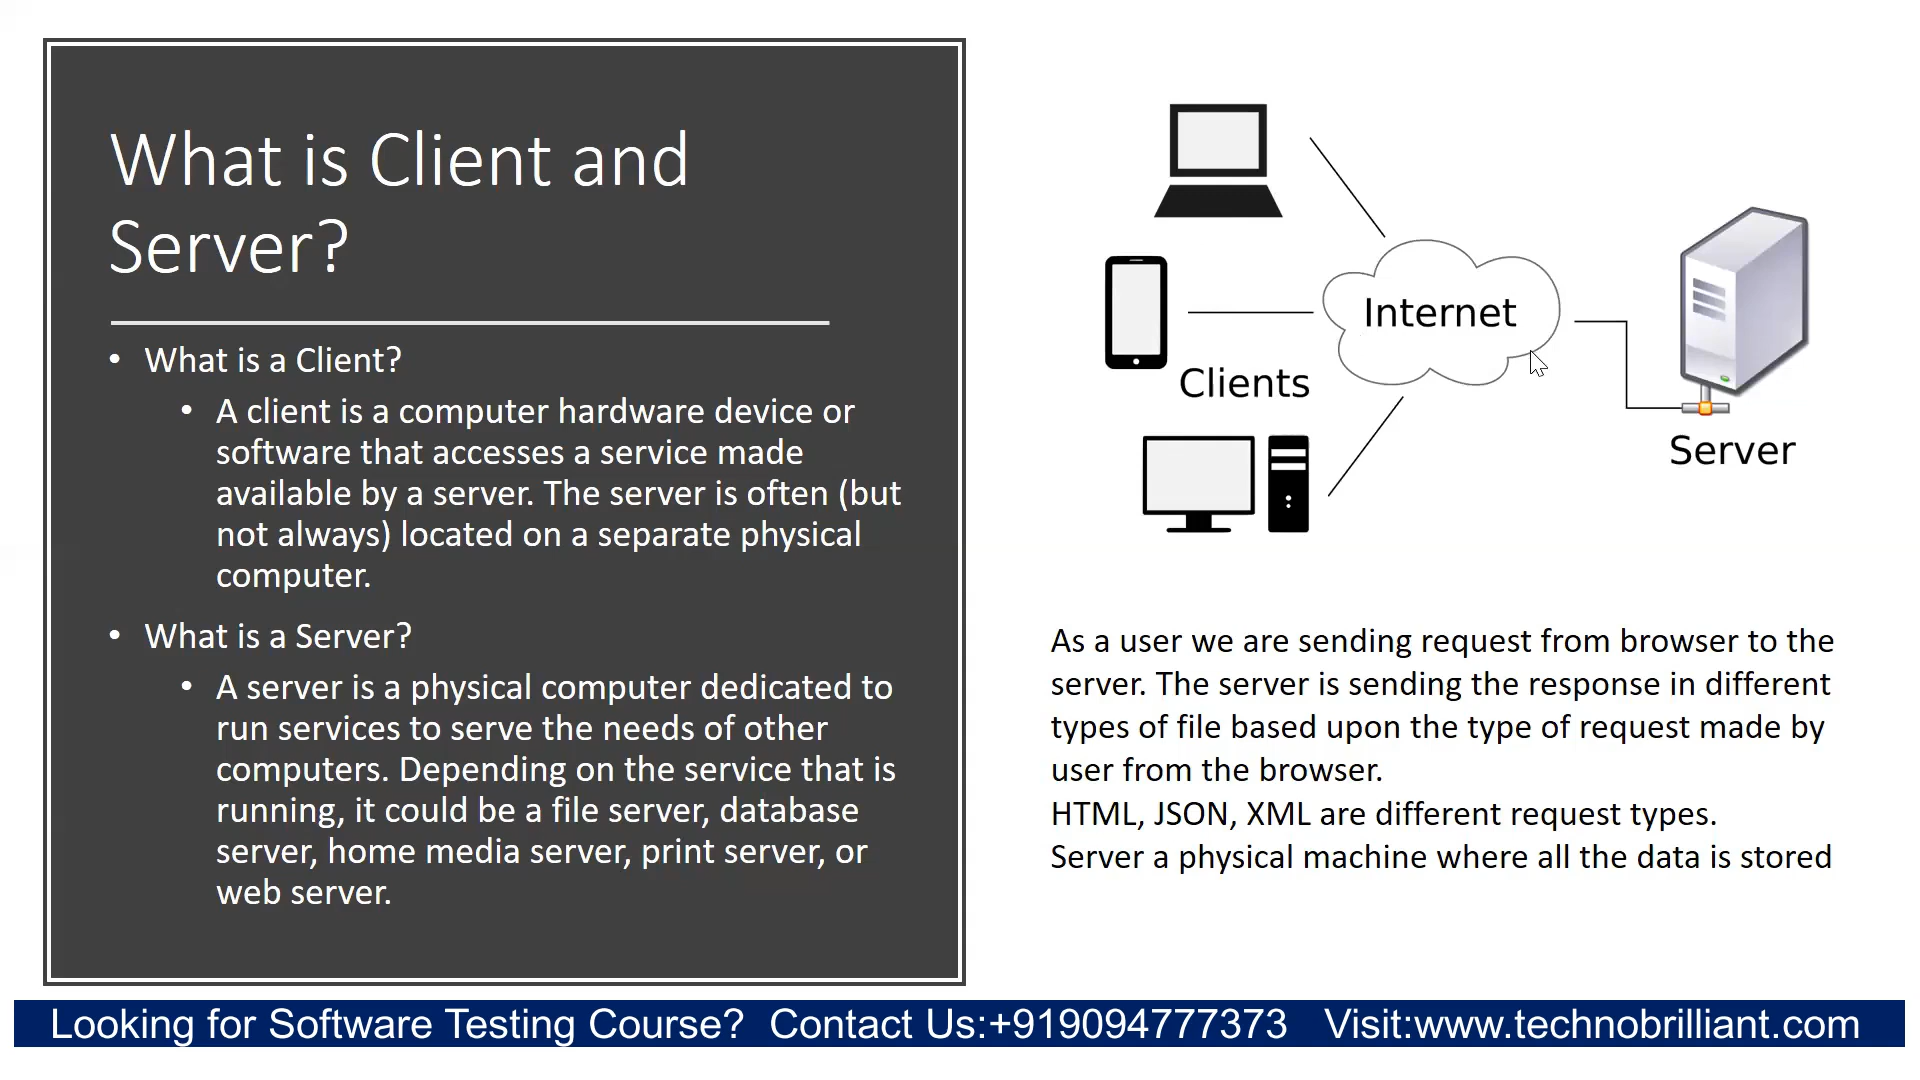 What is Client and
Server?
• What is a Client?
• A client is a computer hardware device or
software that accesses a service made
available by a server. The server is often (but
not always) located on a separate physical
computer.
• What is a Server?
• A server is a physical computer dedicated to
run services to serve the needs of other
computers. Depending on the service that is
running, it could be a file server, database
server, home media server, print server, or
web server.
Internet
Clients
Server
As a user we are sending request from browser to the
server. The server is sending the response in different
types of file based upon the type of request made by
user from the browser.
HTML, JSON, XML are different request types.
Server a physical machine where all the data is stored
Looking for Software Testing Course? Contact Us:+919094777373 Visit:www.technobrilliant.com